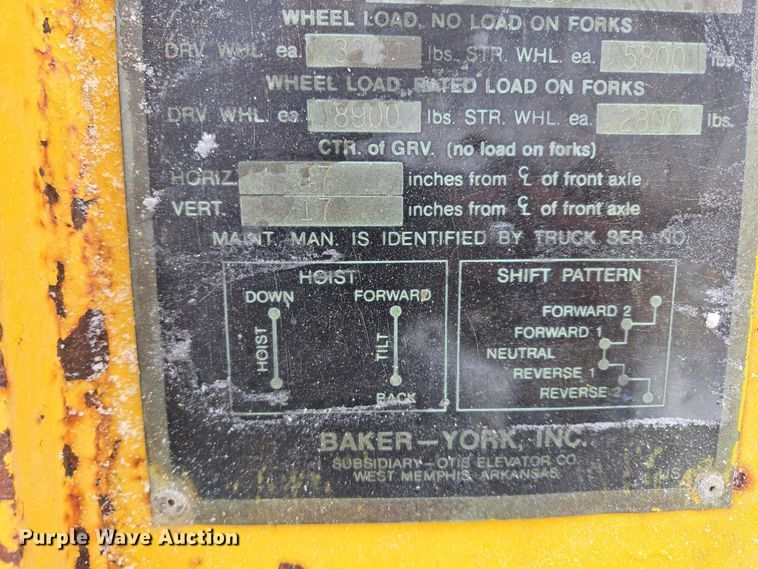 WHEEL LOAD, NO LOAD ON FORKS
DRV WHL. ea. lbs. STR. WHL. ea. 5800 lbs.
WHEEL LOAD, RATED LOAD ON FORKS
DRV WHL. ea. 8900 lbs. STR. WHL. ea. 2800 lbs.
CTR. of GRV. (no load on forks)
HORIZ. inches from ℄ of front axle
VERT. 17 inches from ℄ of front axle
MAINT. MAN. IS IDENTIFIED BY TRUCK SER. NO.
HOIST
DOWN FORWARD
HOIST
TILT
BACK
SHIFT PATTERN
FORWARD 2
FORWARD 1
NEUTRAL
REVERSE 1
REVERSE 2
BAKER—YORK, INC.
SUBSIDIARY—OTIS ELEVATOR CO.
WEST MEMPHIS, ARKANSAS
US
Purple Wave Auction